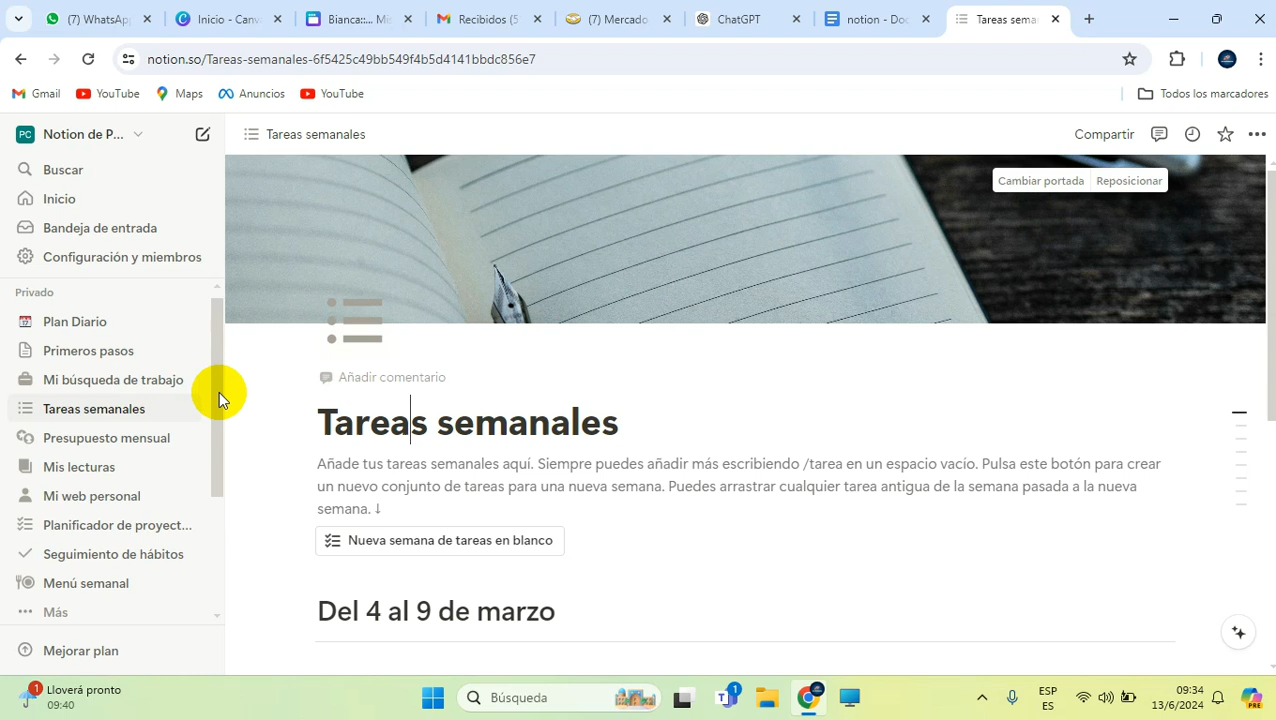 (7) WhatsAp
Inicio - Canv
Bianca::.. Mi
Recibidos (5
(7) Mercado
ChatGPT
notion - Doc
Tareas sema
notion.so/Tareas-semanales-6f5425c49bb549f4b5d4141bbdc856e7
Gmail
YouTube
Maps
Anuncios
YouTube
Todos los marcadores
PC Notion de P...
Tareas semanales
Compartir
Buscar
Inicio
Bandeja de entrada
Configuración y miembros
Cambiar portada
Reposicionar
Privado
Plan Diario
Primeros pasos
Mi búsqueda de trabajo
Tareas semanales
Presupuesto mensual
Mis lecturas
Mi web personal
Planificador de proyect...
Seguimiento de hábitos
Menú semanal
Más
Mejorar plan
Añadir comentario
Tareas semanales
Añade tus tareas semanales aquí. Siempre puedes añadir más escribiendo /tarea en un espacio vacío. Pulsa este botón para crear
un nuevo conjunto de tareas para una nueva semana. Puedes arrastrar cualquier tarea antigua de la semana pasada a la nueva
semana. ↓
Nueva semana de tareas en blanco
Del 4 al 9 de marzo
1
Lloverá pronto
09:40
Búsqueda
1
ESP
ES
09:34
13/6/2024
PRE